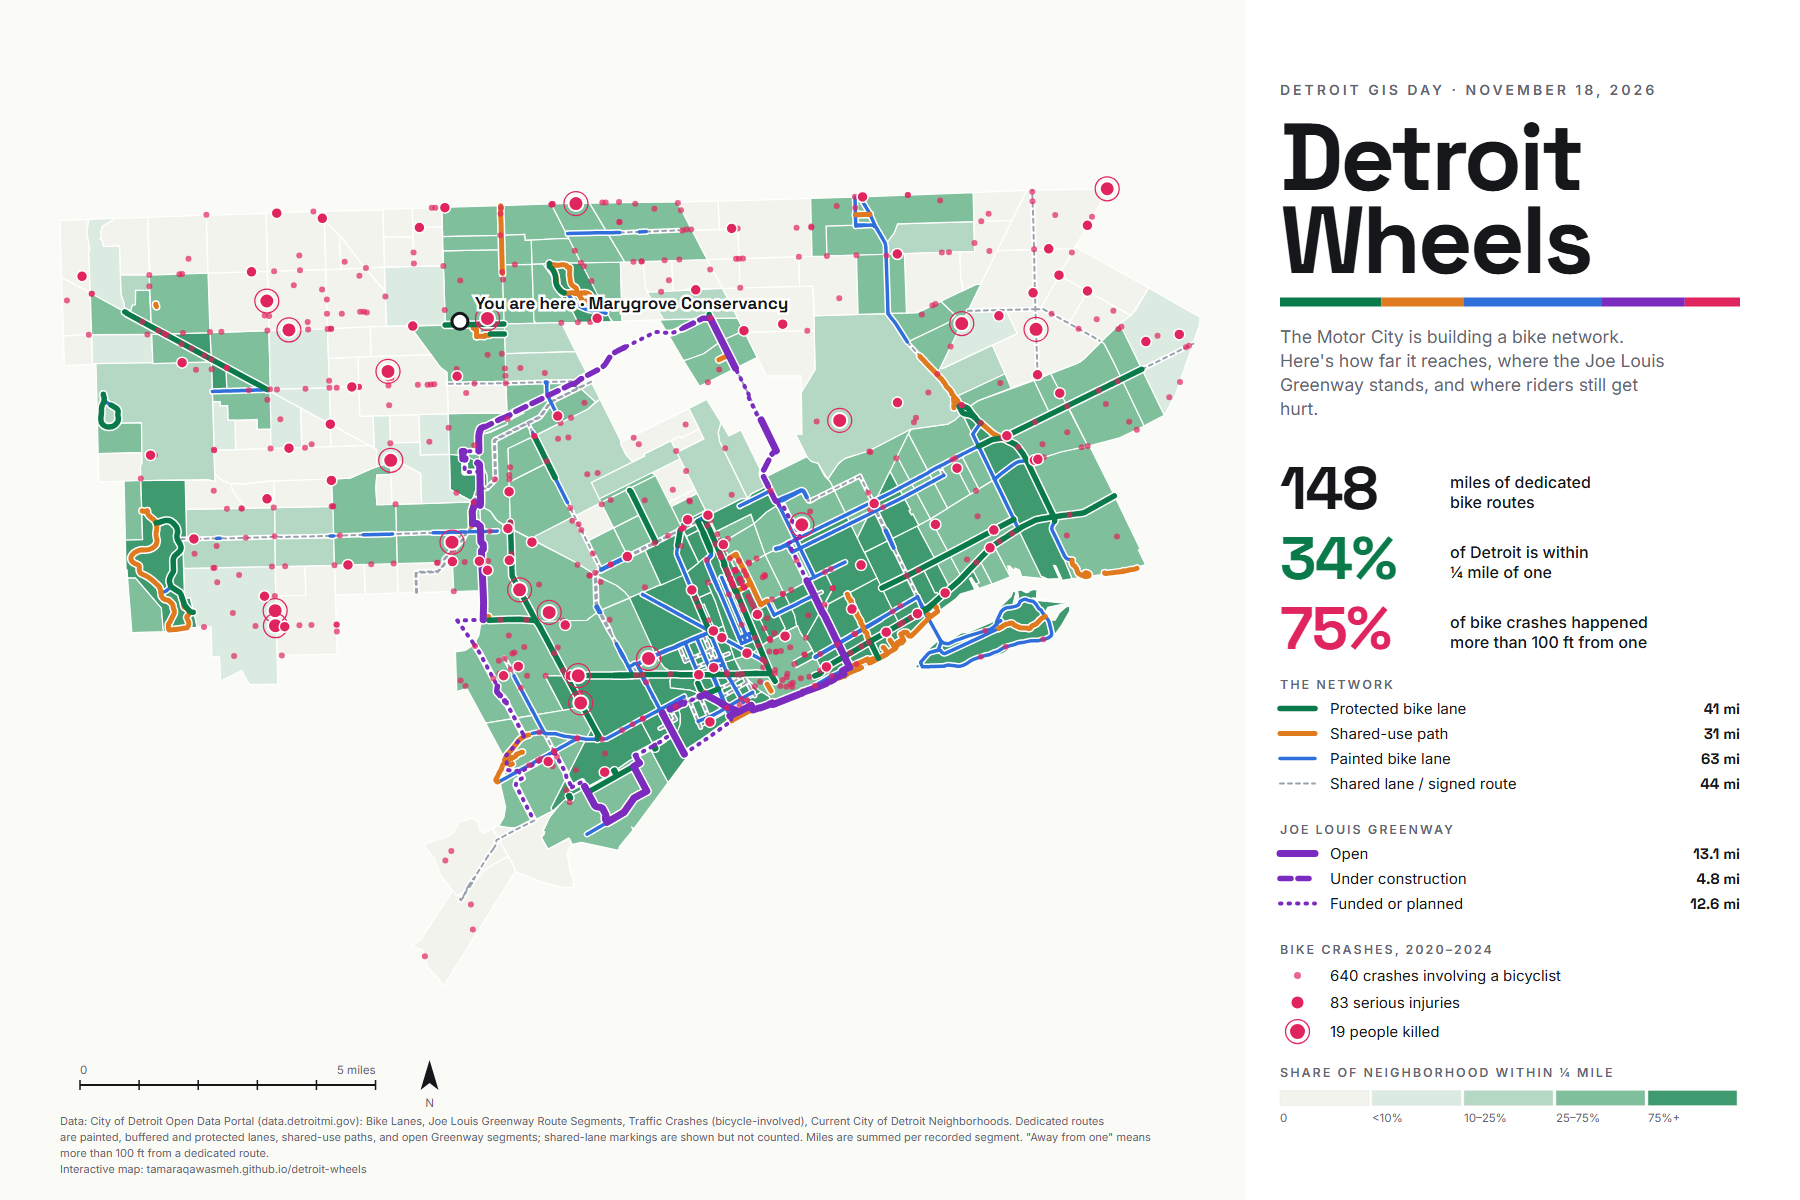 DETROIT GIS DAY · NOVEMBER 18, 2026
Detroit
Wheels
The Motor City is building a bike network.
Here's how far it reaches, where the Joe Louis
Greenway stands, and where riders still get
hurt.
148
miles of dedicated
bike routes
34%
of Detroit is within
¼ mile of one
75%
of bike crashes happened
more than 100 ft from one
THE NETWORK
Protected bike lane 41 mi
Shared-use path 31 mi
Painted bike lane 63 mi
Shared lane / signed route 44 mi
JOE LOUIS GREENWAY
Open 13.1 mi
Under construction 4.8 mi
Funded or planned 12.6 mi
BIKE CRASHES, 2020–2024
640 crashes involving a bicyclist
83 serious injuries
19 people killed
SHARE OF NEIGHBORHOOD WITHIN ¼ MILE
0 <10% 10–25% 25–75% 75%+
You are here · Marygrove Conservancy
0 5 miles
N
Data: City of Detroit Open Data Portal (data.detroitmi.gov): Bike Lanes, Joe Louis Greenway Route Segments, Traffic Crashes (bicycle-involved), Current City of Detroit Neighborhoods. Dedicated routes
are painted, buffered and protected lanes, shared-use paths, and open Greenway segments; shared-lane markings are shown but not counted. Miles are summed per recorded segment. "Away from one" means
more than 100 ft from a dedicated route.
Interactive map: tamaraqawasmeh.github.io/detroit-wheels